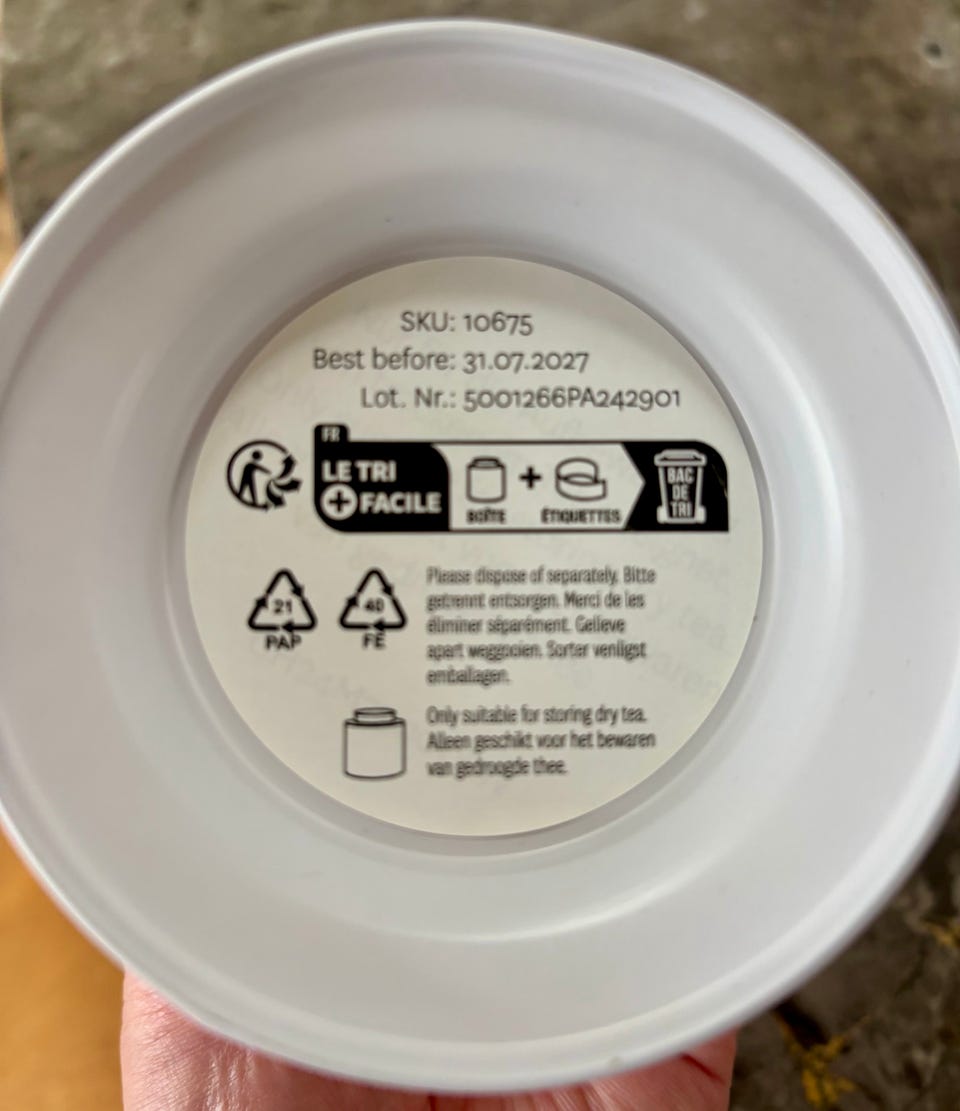 SKU: 10675
Best before: 31.07.2027
Lot. Nr.: 5001266PA242901
FR
LE TRI
+ FACILE
BOÎTE
+
ÉTIQUETTES
BAC
DE
TRI
21
PAP
40
FE
Please dispose of separately. Bitte
getrennt entsorgen. Merci de les
éliminer séparément. Gelieve
apart weggooien. Sorter venligst
emballagen.
Only suitable for storing dry tea.
Alleen geschikt voor het bewaren
van gedroogde thee.